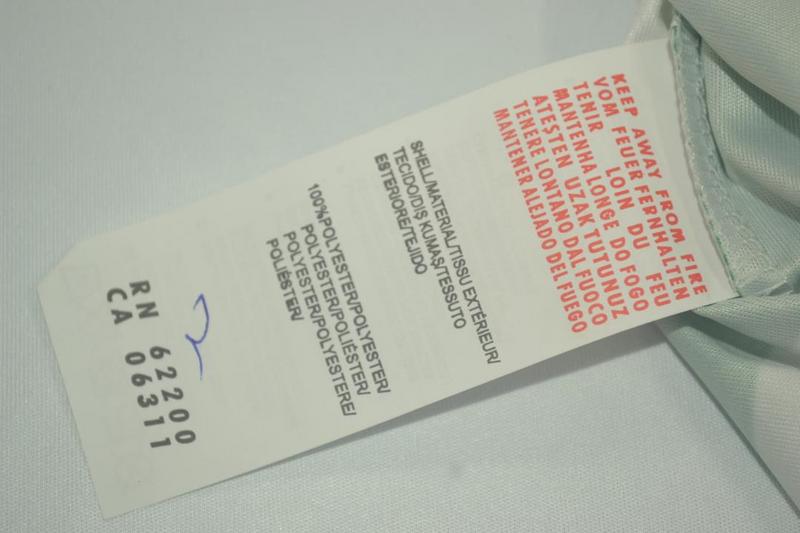 KEEP AWAY FROM FIRE
VOM FEUER FERNHALTEN
TENIR LOIN DU FEU
MANTENHA LONGE DO FOGO
ATEŞTEN UZAK TUTUNUZ
TENERE LONTANO DAL FUOCO
MANTENER ALEJADO DEL FUEGO
SHELL/MATERIAL/TISSU EXTÉRIEUR/
TECIDO/DIŞ KUMAŞ/TESSUTO
ESTERIORE/TEJIDO
100%POLYESTER/POLYESTER/
POLYESTER/POLIÉSTER/
POLYESTER/POLYESTERE/
POLIÉSTER/
RN 62200
CA 06311